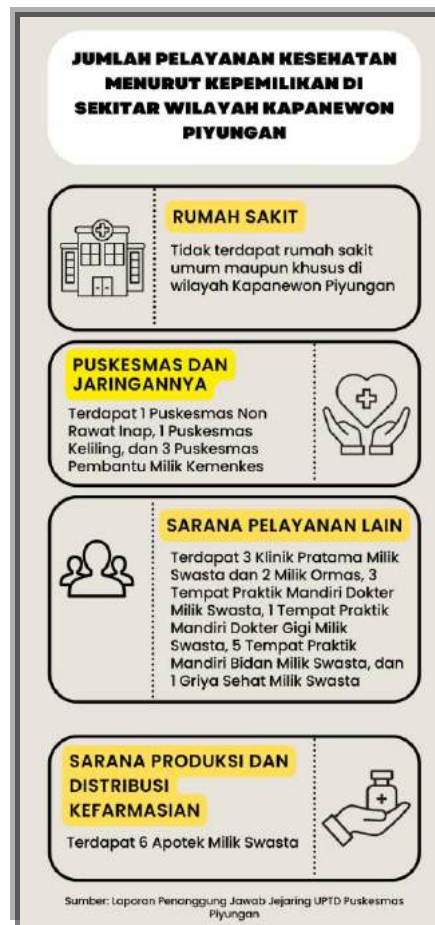 JUMLAH PELAYANAN KESEHATAN
MENURUT KEPEMILIKAN DI
SEKITAR WILAYAH KAPANEWON
PIYUNGAN
RUMAH SAKIT
Tidak terdapat rumah sakit
umum maupun khusus di
wilayah Kapanewon Piyungan
PUSKESMAS DAN
JARINGANNYA
Terdapat 1 Puskesmas Non
Rawat Inap, 1 Puskesmas
Keliling, dan 3 Puskesmas
Pembantu Milik Kemenkes
SARANA PELAYANAN LAIN
Terdapat 3 Klinik Pratama Milik
Swasta dan 2 Milik Ormas, 3
Tempat Praktik Mandiri Dokter
Milik Swasta, 1 Tempat Praktik
Mandiri Dokter Gigi Milik
Swasta, 5 Tempat Praktik
Mandiri Bidan Milik Swasta, dan
1 Griya Sehat Milik Swasta
SARANA PRODUKSI DAN
DISTRIBUSI
KEFARMASIAN
Terdapat 6 Apotek Milik Swasta
Sumber: Laporan Penanggung Jawab Jejaring UPTD Puskesmas
Piyungan